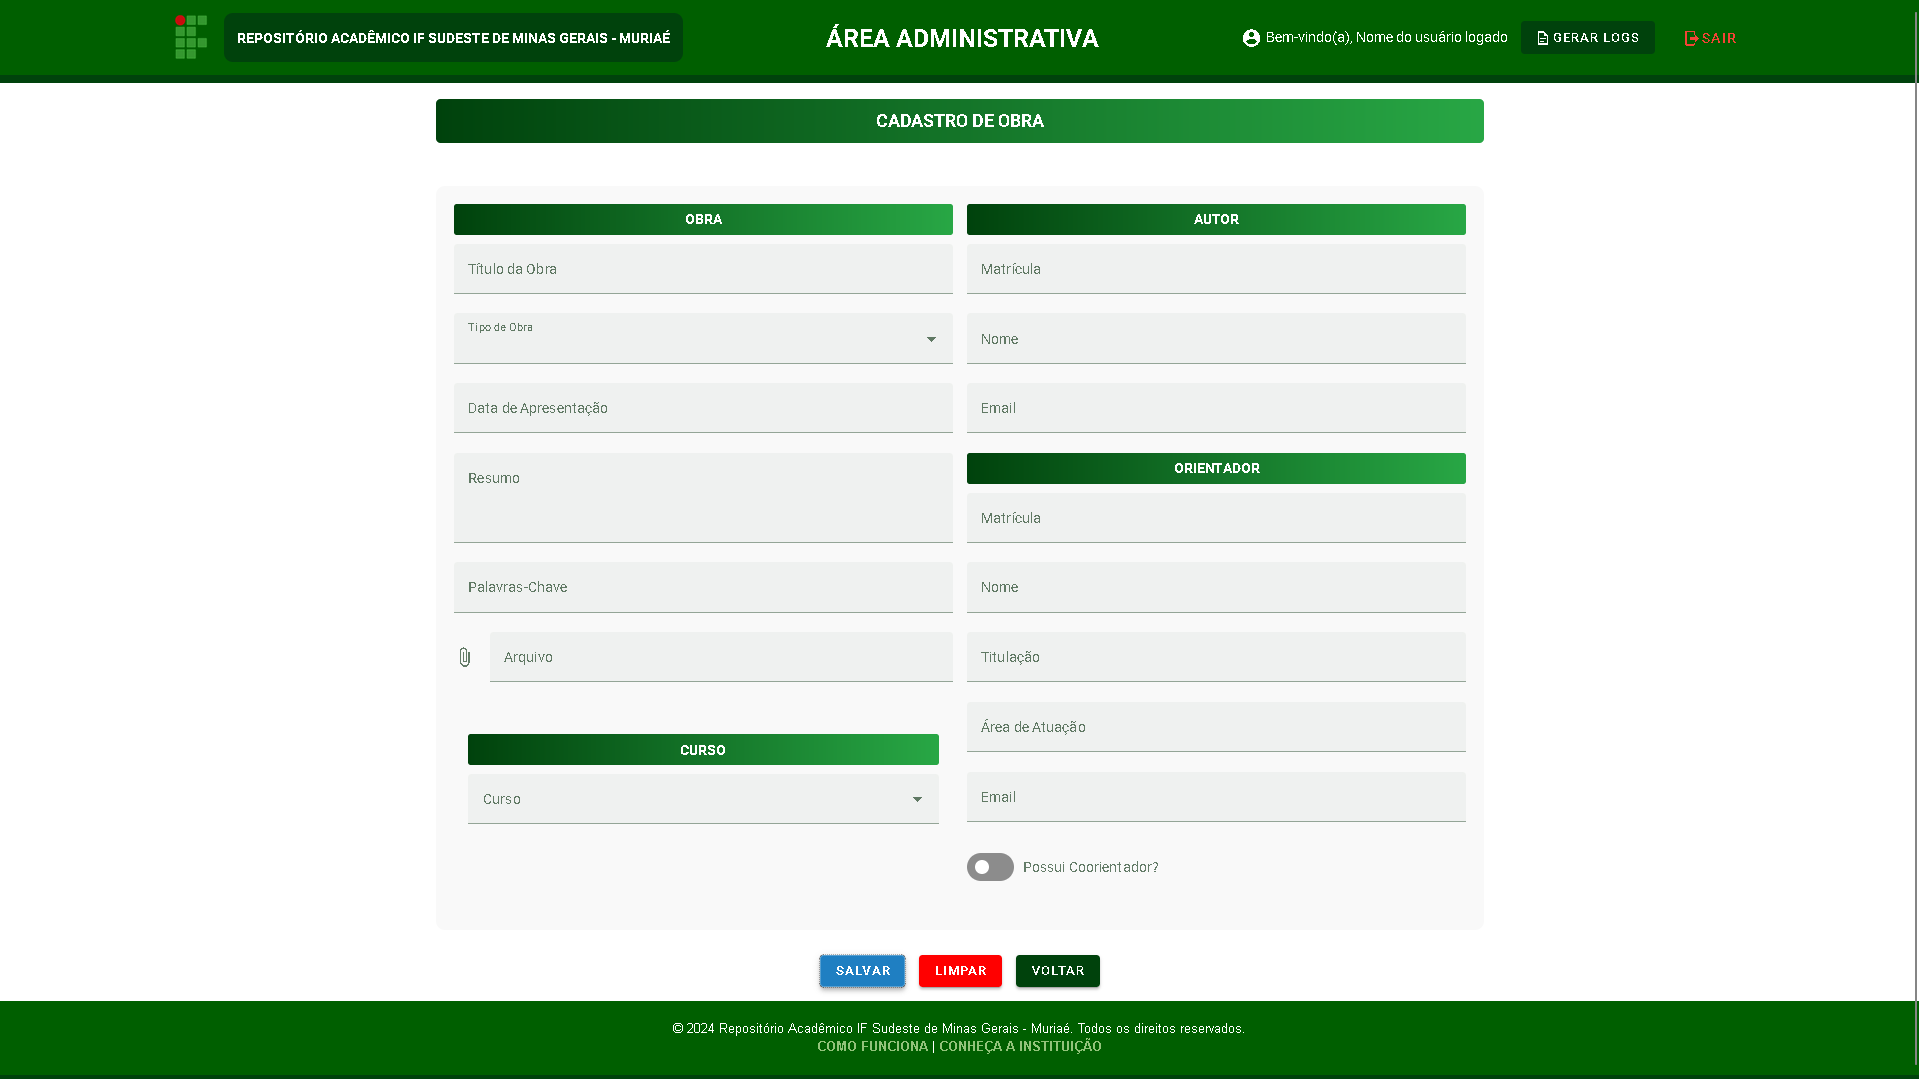 REPOSITÓRIO ACADÊMICO IF SUDESTE DE MINAS GERAIS - MURIAÉ
ÁREA ADMINISTRATIVA
Bem-vindo(a), Nome do usuário logado
GERAR LOGS
SAIR
CADASTRO DE OBRA
OBRA
Título da Obra
Tipo de Obra
Data de Apresentação
Resumo
Palavras-Chave
Arquivo
CURSO
Curso
AUTOR
Matrícula
Nome
Email
ORIENTADOR
Matrícula
Nome
Titulação
Área de Atuação
Email
Possui Coorientador?
SALVAR
LIMPAR
VOLTAR
© 2024 Repositório Acadêmico IF Sudeste de Minas Gerais - Muriaé. Todos os direitos reservados.
COMO FUNCIONA | CONHEÇA A INSTITUIÇÃO